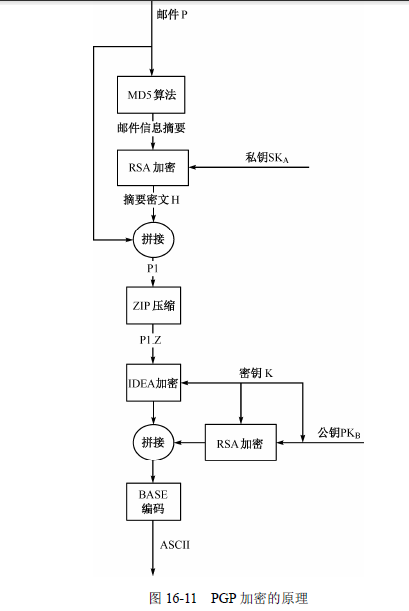 邮件 P
MD5 算法
邮件信息摘要
RSA 加密
私钥SKA
摘要密文 H
拼接
P1
ZIP 压缩
P1.Z
IDEA加密
密钥 K
拼接
RSA 加密
公钥PKB
BASE
编码
ASCII
图 16-11 PGP 加密的原理